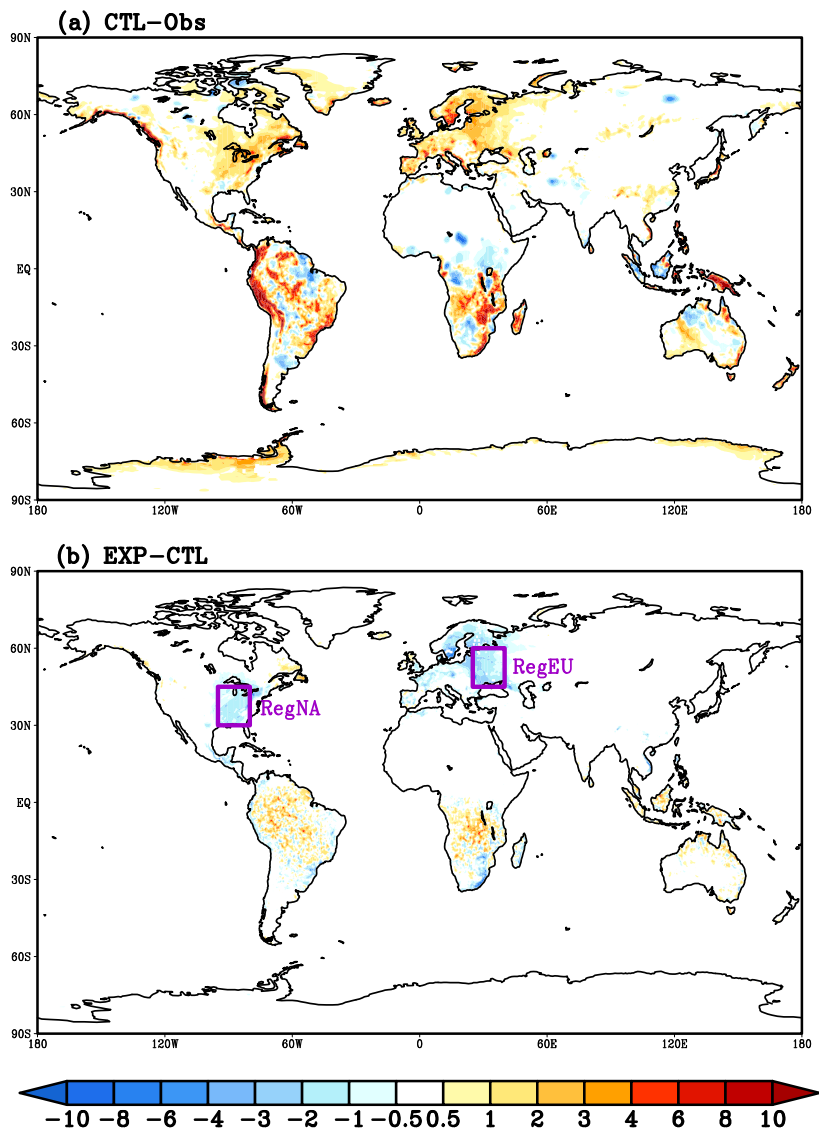 (a) CTL-Obs
90N
60N
30N
EQ
30S
60S
90S
180 120W 60W 0 60E 120E 180
(b) EXP-CTL
90N
60N
RegEU
RegNA
30N
EQ
30S
60S
90S
180 120W 60W 0 60E 120E 180
-10 -8 -6 -4 -3 -2 -1 -0.5 0.5 1 2 3 4 6 8 10